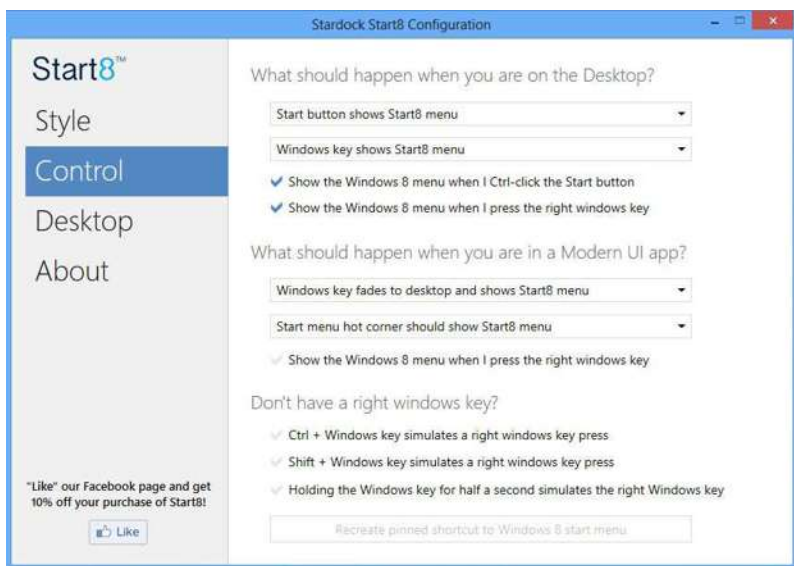 Stardock Start8 Configuration
Start8™
Style
Control
Desktop
About
"Like" our Facebook page and get
10% off your purchase of Start8!
Like
What should happen when you are on the Desktop?
Start button shows Start8 menu
Windows key shows Start8 menu
Show the Windows 8 menu when I Ctrl-click the Start button
Show the Windows 8 menu when I press the right windows key
What should happen when you are in a Modern UI app?
Windows key fades to desktop and shows Start8 menu
Start menu hot corner should show Start8 menu
Show the Windows 8 menu when I press the right windows key
Don't have a right windows key?
Ctrl + Windows key simulates a right windows key press
Shift + Windows key simulates a right windows key press
Holding the Windows key for half a second simulates the right Windows key
Recreate pinned shortcut to Windows 8 start menu